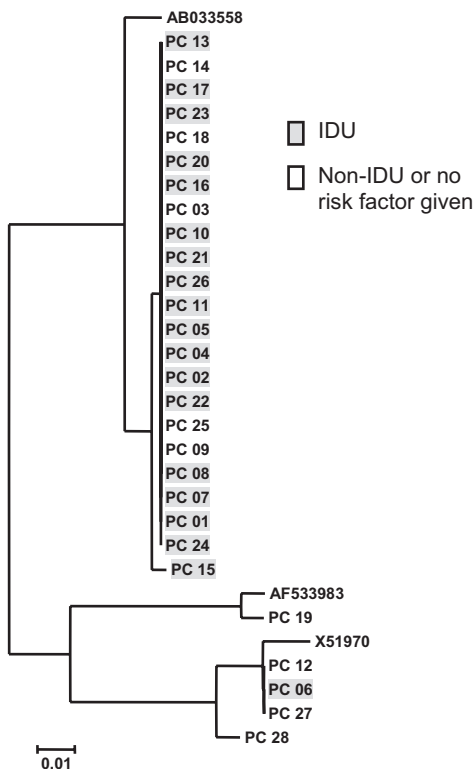 AB033558
PC 13
PC 14
PC 17
PC 23
PC 18
PC 20
PC 16
PC 03
PC 10
PC 21
PC 26
PC 11
PC 05
PC 04
PC 02
PC 22
PC 25
PC 09
PC 08
PC 07
PC 01
PC 24
PC 15
AF533983
PC 19
X51970
PC 12
PC 06
PC 27
PC 28
IDU
Non-IDU or no
risk factor given
0.01